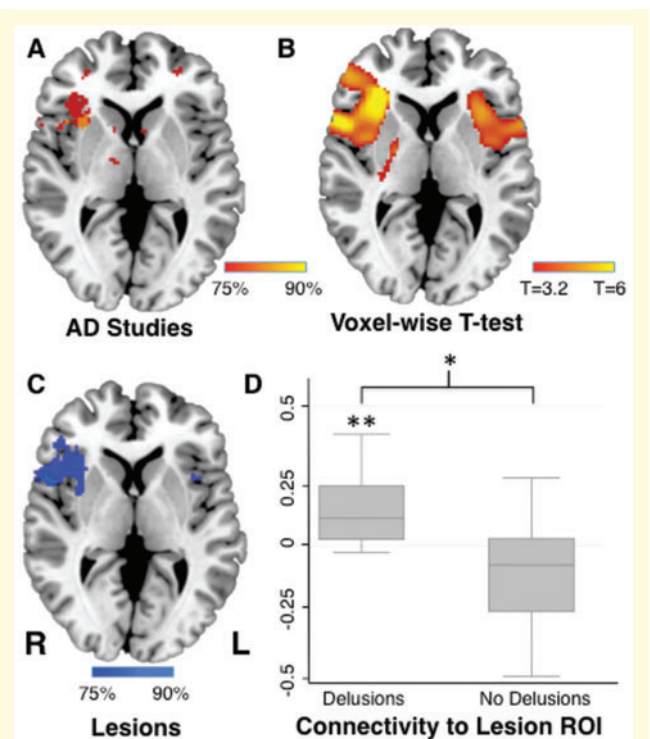 A
B
75% 90%
AD Studies
T=3.2 T=6
Voxel-wise T-test
C
R
L
75% 90%
Lesions
D
*
**
0.5
0.25
0
-0.25
-0.5
Delusions No Delusions
Connectivity to Lesion ROI